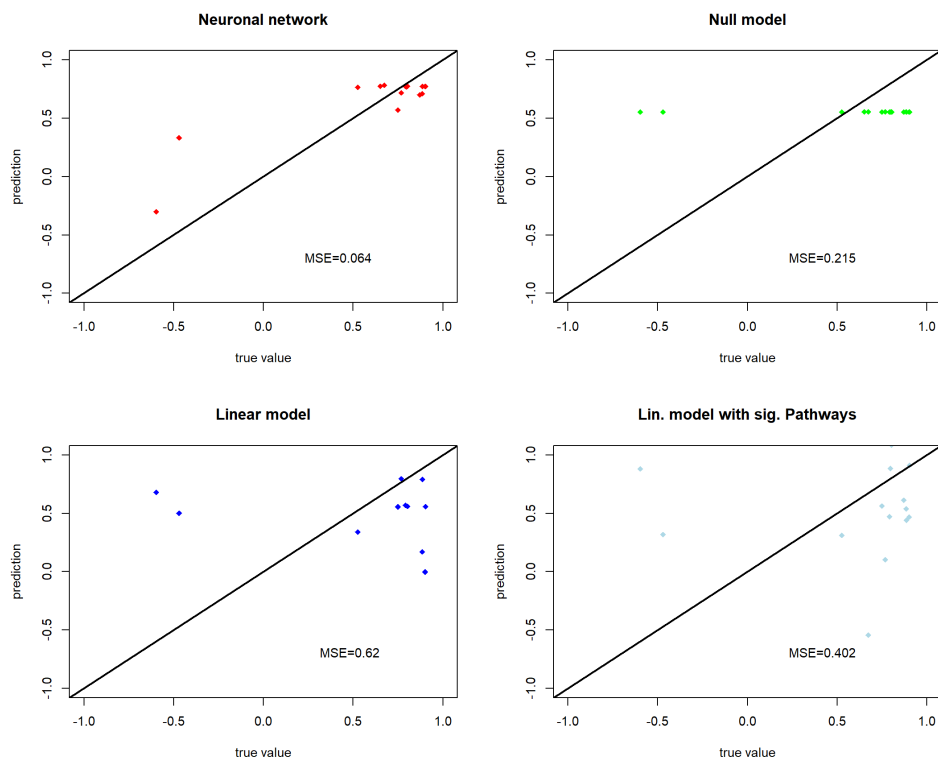 Neuronal network
1.0
0.5
0.0
-0.5
-1.0
prediction
MSE=0.064
-1.0 -0.5 0.0 0.5 1.0
true value
Null model
1.0
0.5
0.0
-0.5
-1.0
prediction
MSE=0.215
-1.0 -0.5 0.0 0.5 1.0
true value
Linear model
1.0
0.5
0.0
-0.5
-1.0
prediction
MSE=0.62
-1.0 -0.5 0.0 0.5 1.0
true value
Lin. model with sig. Pathways
1.0
0.5
0.0
-0.5
-1.0
prediction
MSE=0.402
-1.0 -0.5 0.0 0.5 1.0
true value